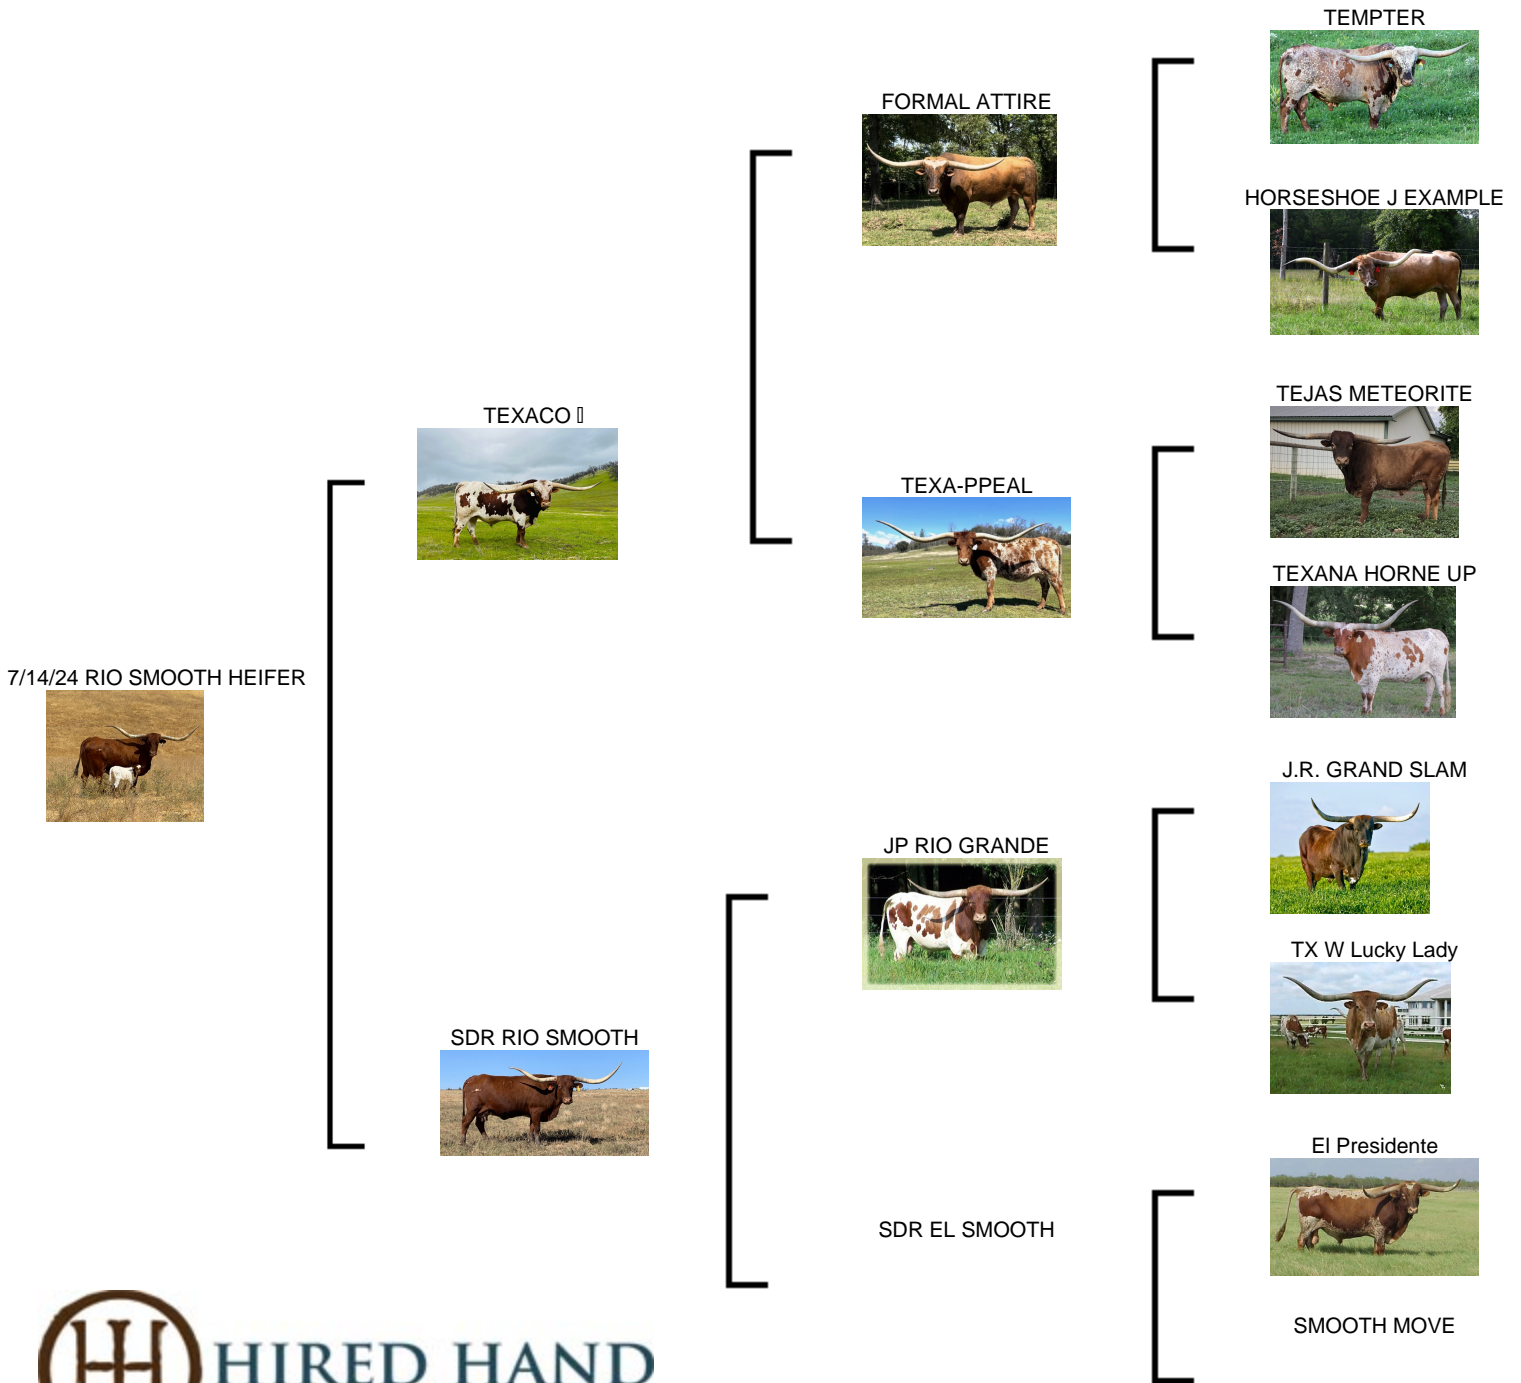 TEMPTER
FORMAL ATTIRE
HORSESHOE J EXAMPLE
TEJAS METEORITE
TEXACO
TEXA-PPEAL
TEXANA HORNE UP
7/14/24 RIO SMOOTH HEIFER
J.R. GRAND SLAM
JP RIO GRANDE
TX W Lucky Lady
SDR RIO SMOOTH
El Presidente
SDR EL SMOOTH
SMOOTH MOVE
HIRED HAND